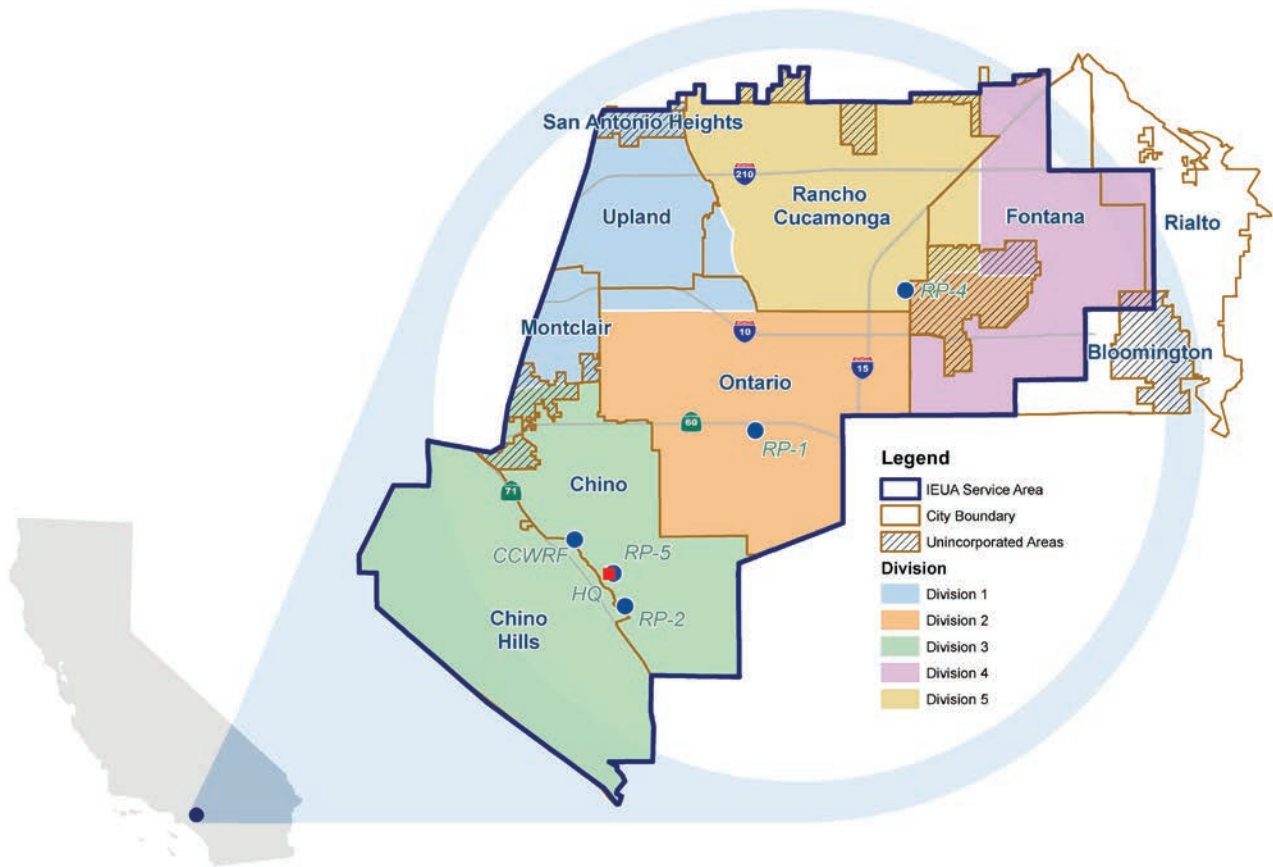 San Antonio Heights
210
Upland
Rancho
Cucamonga
Fontana
Rialto
RP-4
Montclair
10
Bloomington
15
Ontario
60
RP-1
Chino
71
CCWRF
RP-5
HQ
RP-2
Chino
Hills
Legend
IEUA Service Area
City Boundary
Unincorporated Areas
Division
Division 1
Division 2
Division 3
Division 4
Division 5